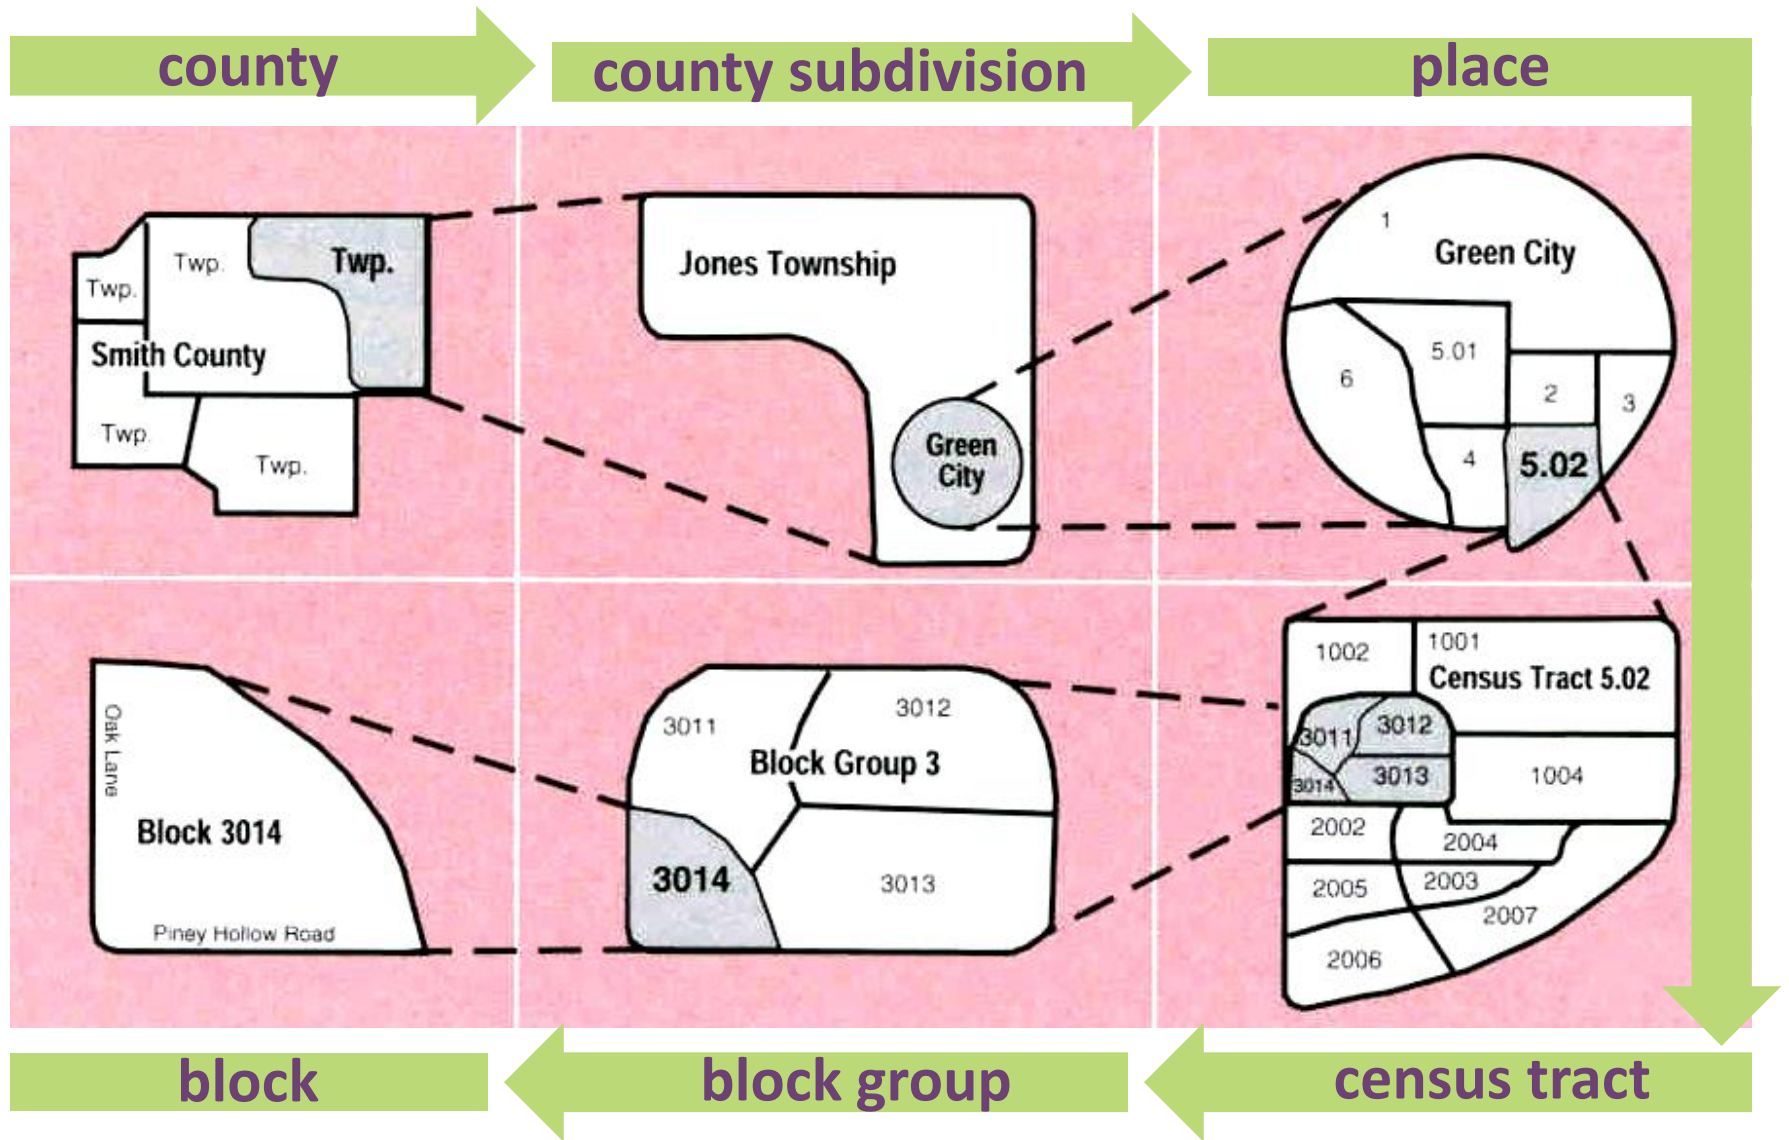 county
county subdivision
place
Twp.
Twp.
Twp.
Smith County
Twp.
Twp.
Jones Township
Green
City
1
Green City
5.01
6
2
3
4
5.02
Oak Lane
Block 3014
Piney Hollow Road
3011
3012
Block Group 3
3014
3013
1002
1001
Census Tract 5.02
3011
3012
3013
3014
1004
2002
2004
2005
2003
2007
2006
block
block group
census tract